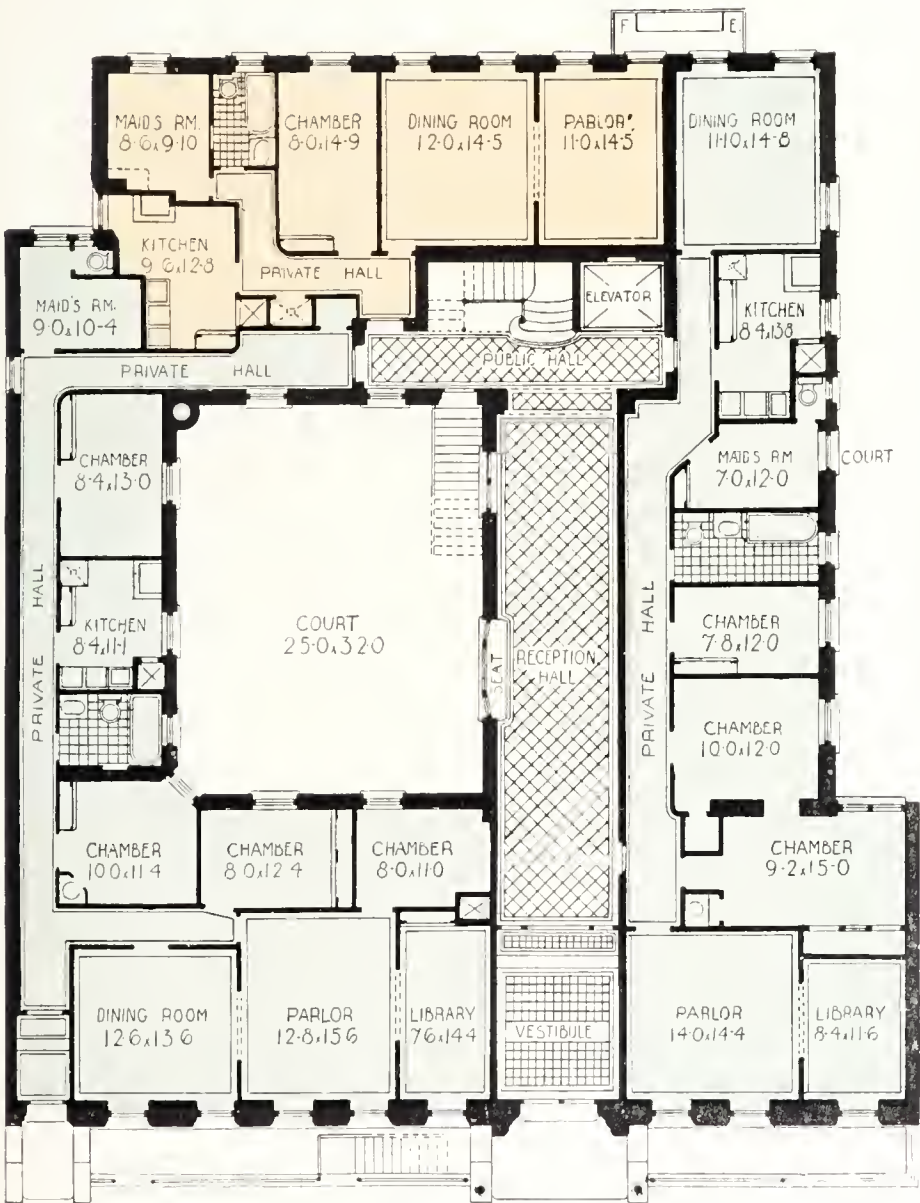 F. E.
MAID'S RM.
8-6x9-10
CHAMBER
8-0x14-9
DINING ROOM
12-0x14-5
PARLOR
11-0x14-5
DINING ROOM
11-10x14-8
KITCHEN
9-6x12-8
PRIVATE HALL
ELEVATOR
MAID'S RM.
9-0x10-4
KITCHEN
8-4x13-8
PUBLIC HALL
PRIVATE HALL
CHAMBER
8-4x13-0
MAIDS RM
7-0x12-0
COURT
PRIVATE HALL
KITCHEN
8-4x11-1
COURT
25-0x32-0
SEAT
RECEPTION
HALL
PRIVATE HALL
CHAMBER
7-8x12-0
CHAMBER
10-0x12-0
CHAMBER
10-0x11-4
CHAMBER
8-0x12-4
CHAMBER
8-0x11-0
CHAMBER
9-2x15-0
DINING ROOM
12-6x13-6
PARLOR
12-8x15-6
LIBRARY
7-6x14-4
VESTIBULE
PARLOR
14-0x14-4
LIBRARY
8-4x11-6